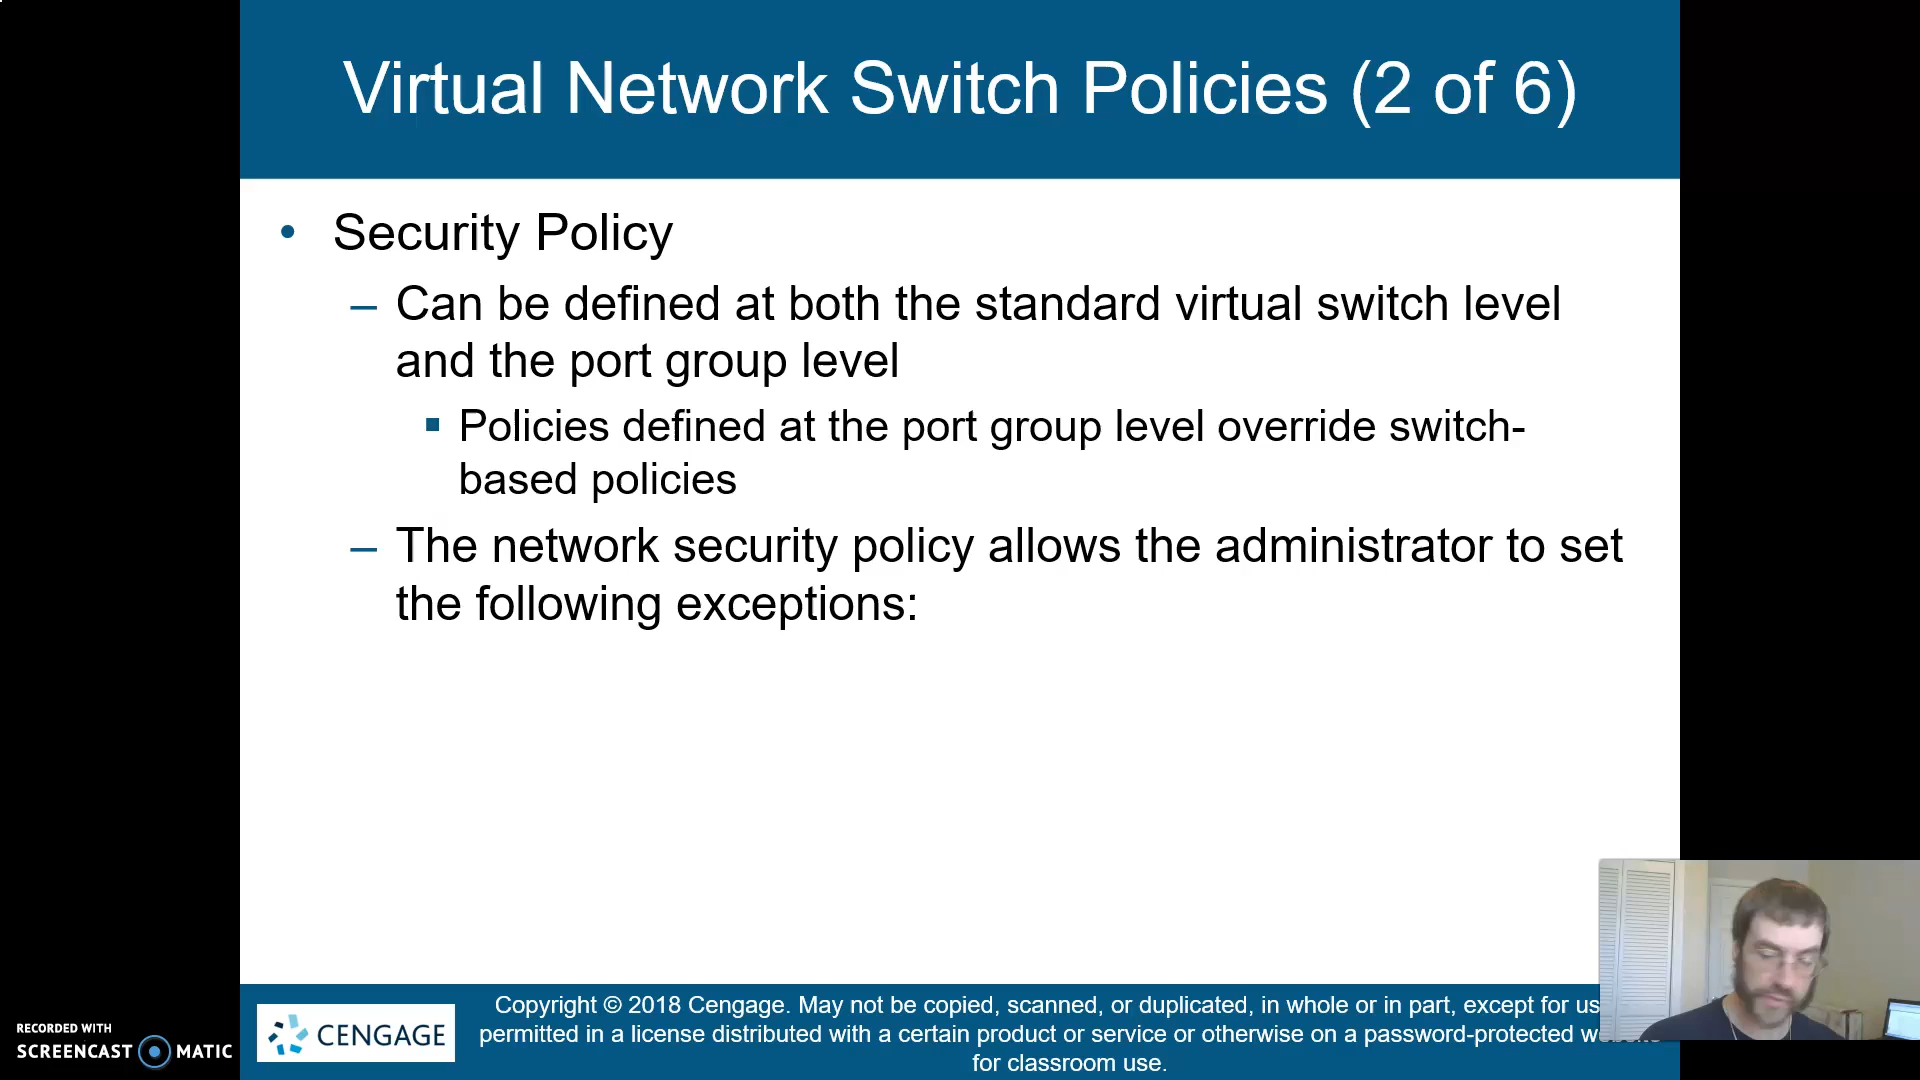 Virtual Network Switch Policies (2 of 6)
• Security Policy
– Can be defined at both the standard virtual switch level
and the port group level
▪ Policies defined at the port group level override switch-
based policies
– The network security policy allows the administrator to set
the following exceptions:
RECORDED WITH
SCREENCAST MATIC
CENGAGE
Copyright © 2018 Cengage. May not be copied, scanned, or duplicated, in whole or in part, except for us
permitted in a license distributed with a certain product or service or otherwise on a password-protected
for classroom use.